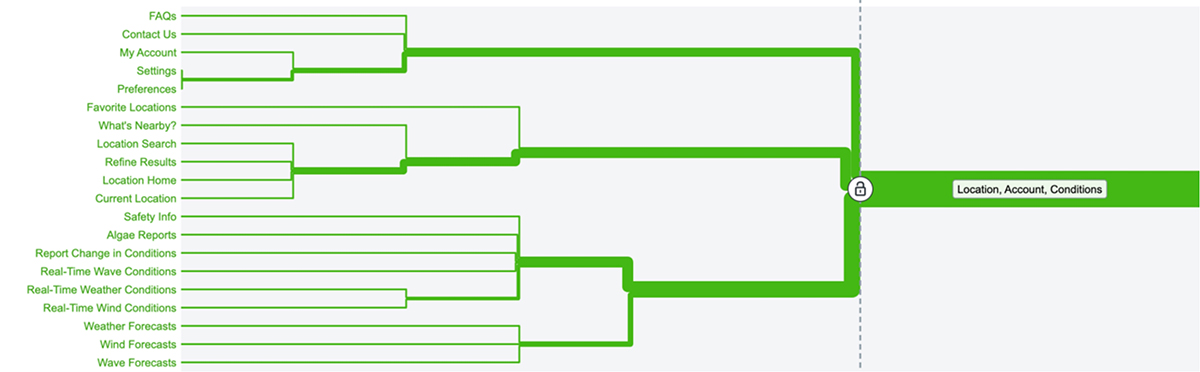 FAQs
Contact Us
My Account
Settings
Preferences
Favorite Locations
What's Nearby?
Location Search
Refine Results
Location Home
Current Location
Safety Info
Algae Reports
Report Change in Conditions
Real-Time Wave Conditions
Real-Time Weather Conditions
Real-Time Wind Conditions
Weather Forecasts
Wind Forecasts
Wave Forecasts
Location, Account, Conditions